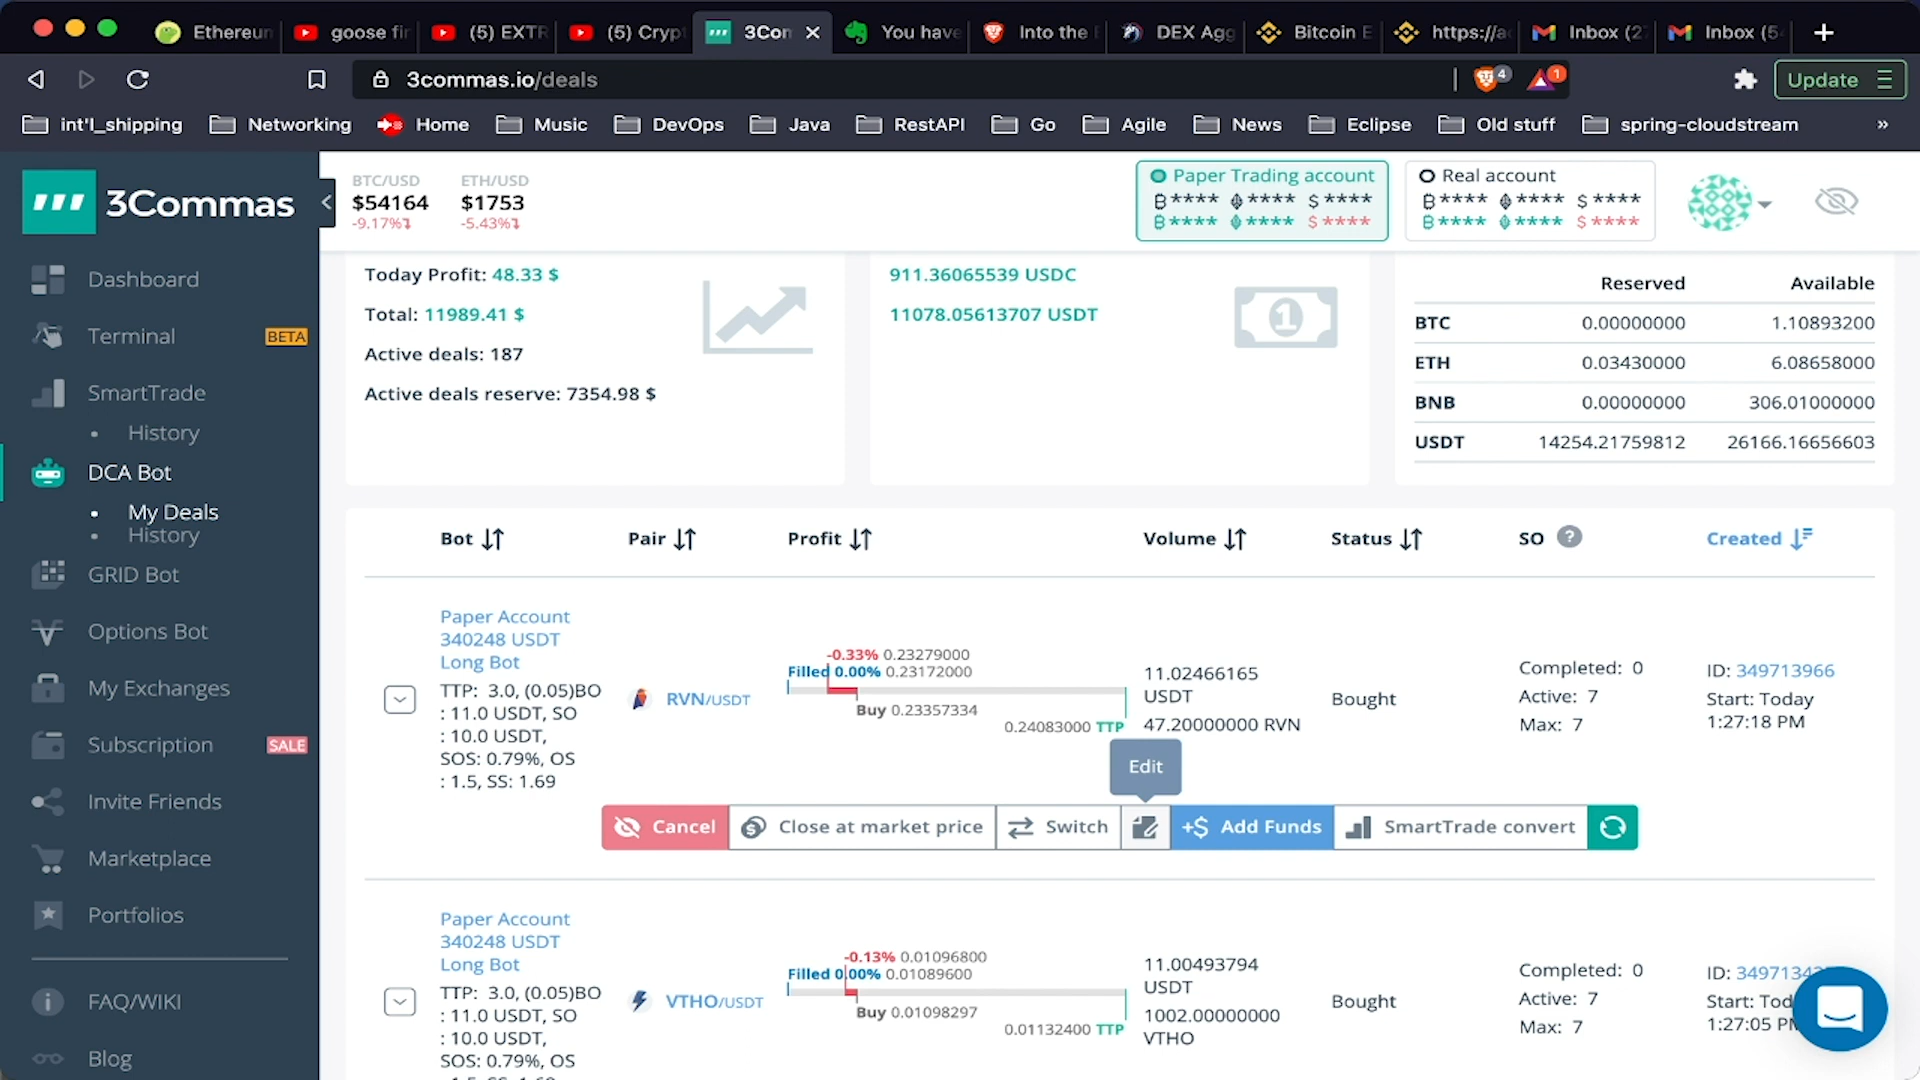 Ethereun
goose fir
(5) EXTR
(5) Cryp
3Con
You have
Into the
DEX Agg
Bitcoin E
https://a
Inbox (2
Inbox (5
3commas.io/deals
4
1
Update
int'l_shipping
Networking
Home
Music
DevOps
Java
RestAPI
Go
Agile
News
Eclipse
Old stuff
spring-cloudstream
»
3Commas
BTC/USD
$54164
-9.17%
ETH/USD
$1753
-5.43%
Paper Trading account
**** **** $ ****
**** **** $ ****
Real account
**** **** $ ****
**** **** $ ****
Dashboard
Terminal BETA
SmartTrade
• History
DCA Bot
• My Deals
• History
GRID Bot
Options Bot
My Exchanges
Subscription SALE
Invite Friends
Marketplace
Portfolios
FAQ/WIKI
Blog
Today Profit: 48.33 $
Total: 11989.41 $
Active deals: 187
Active deals reserve: 7354.98 $
911.36065539 USDC
11078.05613707 USDT
1
Reserved Available
BTC 0.00000000 1.10893200
ETH 0.03430000 6.08658000
BNB 0.00000000 306.01000000
USDT 14254.21759812 26166.16656603
Bot Pair Profit Volume Status SO ? Created
Paper Account
340248 USDT
Long Bot
TTP: 3.0, (0.05)BO
: 11.0 USDT, SO
: 10.0 USDT,
SOS: 0.79%, OS
: 1.5, SS: 1.69
RVN/USDT
-0.33% 0.23279000
Filled 0.00% 0.23172000
Buy 0.23357334
0.24083000 TTP
11.02466165
USDT
47.20000000 RVN
Bought
Completed: 0
Active: 7
Max: 7
ID: 349713966
Start: Today
1:27:18 PM
Edit
Cancel
Close at market price
Switch
+$ Add Funds
SmartTrade convert
Paper Account
340248 USDT
Long Bot
TTP: 3.0, (0.05)BO
: 11.0 USDT, SO
: 10.0 USDT,
SOS: 0.79%, OS
VTHO/USDT
-0.13% 0.01096800
Filled 0.00% 0.01089600
Buy 0.01098297
0.01132400 TTP
11.00493794
USDT
1002.00000000
VTHO
Bought
Completed: 0
Active: 7
Max: 7
ID: 3497134
Start: Tod
1:27:05 P